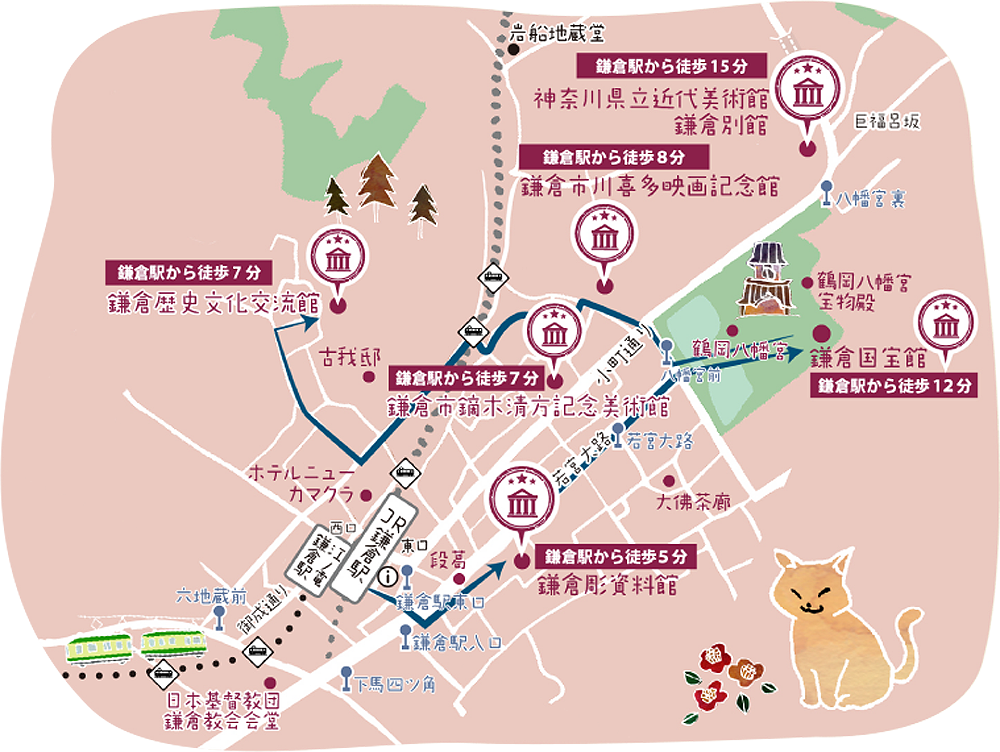 岩船地蔵堂
鎌倉駅から徒歩15分
神奈川県立近代美術館
鎌倉別館
巨福呂坂
鎌倉駅から徒歩8分
鎌倉市川喜多映画記念館
八幡宮裏
鎌倉駅から徒歩7分
鎌倉歴史文化交流館
鶴岡八幡宮
宝物殿
鶴岡八幡宮
鎌倉国宝館
鎌倉駅から徒歩12分
小町通り
八幡宮前
古我邸
鎌倉駅から徒歩7分
鎌倉市鏑木清方記念美術館
若宮大路
若宮大路
ホテルニュー
カマクラ
大佛茶廊
西口
JR
鎌倉駅
江ノ電
鎌倉駅
東口
段葛
鎌倉駅から徒歩5分
鎌倉彫資料館
鎌倉駅東口
六地蔵前
御成通り
鎌倉駅入口
下馬四ツ角
日本基督教団
鎌倉教会会堂